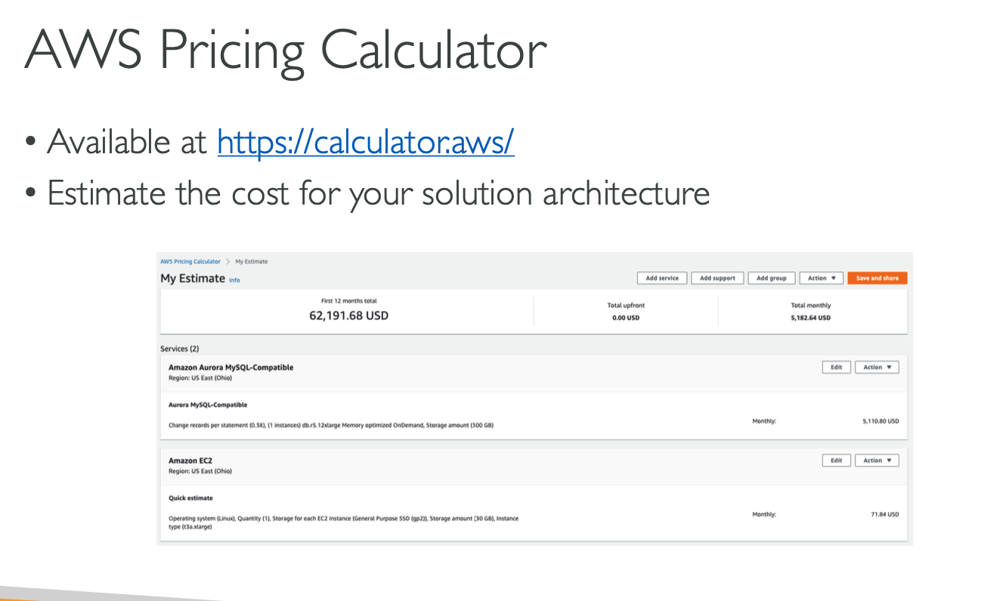 AWS Pricing Calculator
• Available at https://calculator.aws/
• Estimate the cost for your solution architecture
AWS Pricing Calculator > My Estimate
My Estimate Info
Add service
Add support
Add group
Action ▼
Save and share
First 12 months total
62,191.68 USD
Total upfront
0.00 USD
Total monthly
5,182.64 USD
Services (2)
Amazon Aurora MySQL-Compatible
Region: US East (Ohio)
Edit
Action ▼
Aurora MySQL-Compatible
Change records per statement (0.38), (1 instances) db.r5.12xlarge Memory optimized OnDemand, Storage amount (300 GB)
Monthly:
5,110.80 USD
Amazon EC2
Region: US East (Ohio)
Edit
Action ▼
Quick estimate
Operating system (Linux), Quantity (1), Storage for each EC2 instance (General Purpose SSD (gp2)), Storage amount (30 GB), Instance
type (t3a.xlarge)
Monthly:
71.84 USD